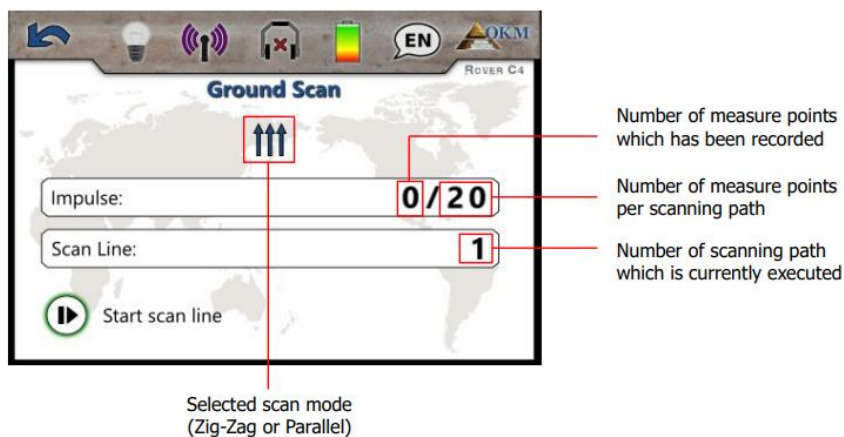 EN
OKM
ROVER C4
Ground Scan
Impulse:
0/20
Scan Line:
1
Start scan line
Number of measure points
which has been recorded
Number of measure points
per scanning path
Number of scanning path
which is currently executed
Selected scan mode
(Zig-Zag or Parallel)